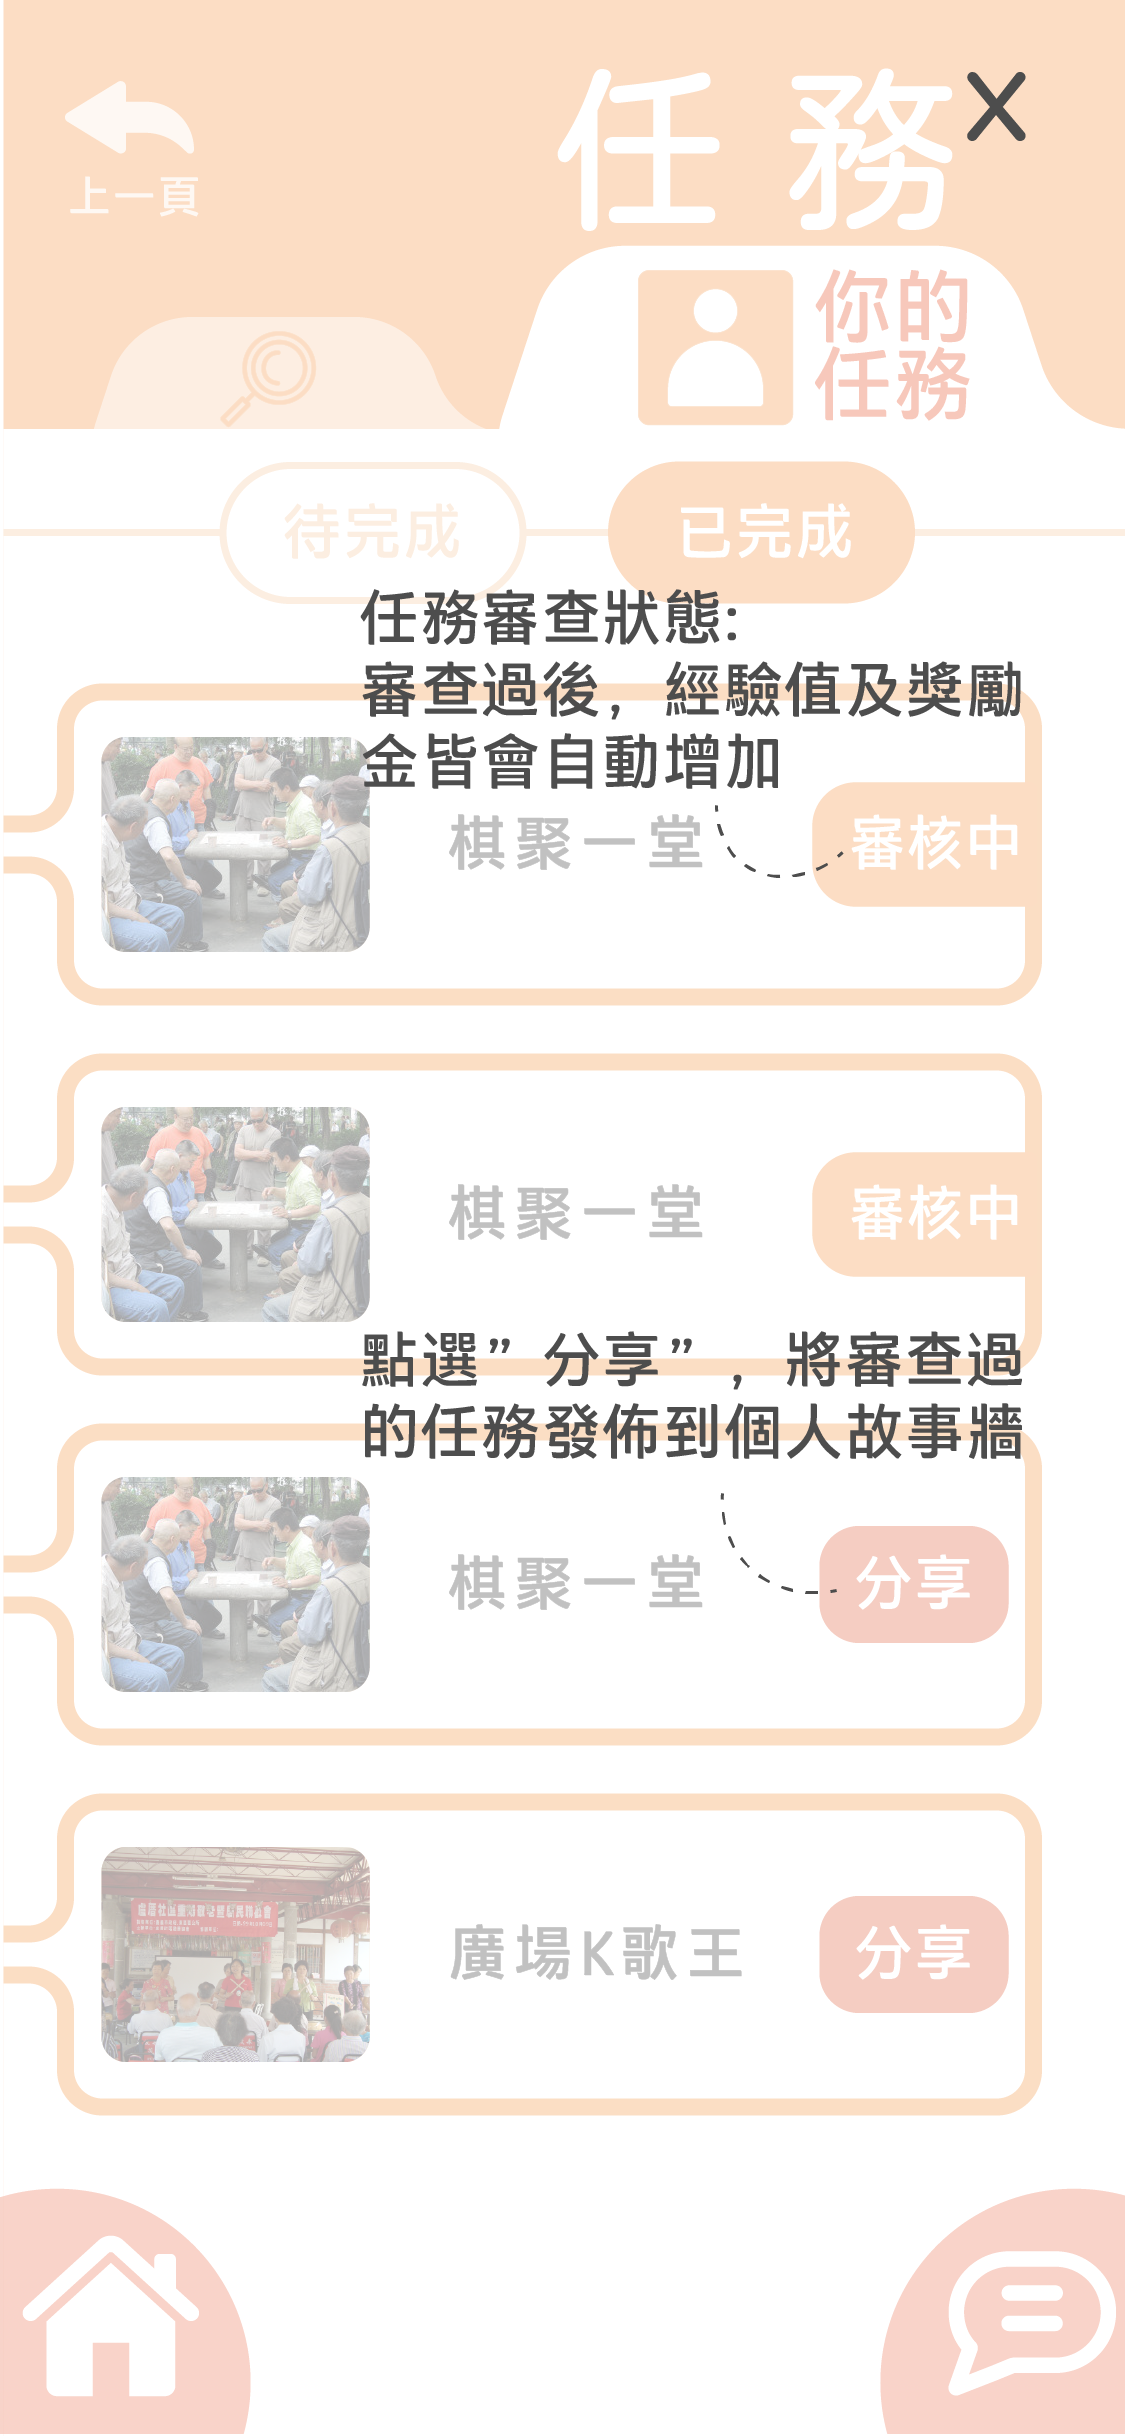 任務
X
上一頁
你的
任務
待完成
已完成
任務審查狀態:
審查過後，經驗值及獎勵
金皆會自動增加
棋聚一堂
審核中
棋聚一堂
審核中
點選”分享”，將審查過
的任務發佈到個人故事牆
棋聚一堂
分享
廣場K歌王
分享